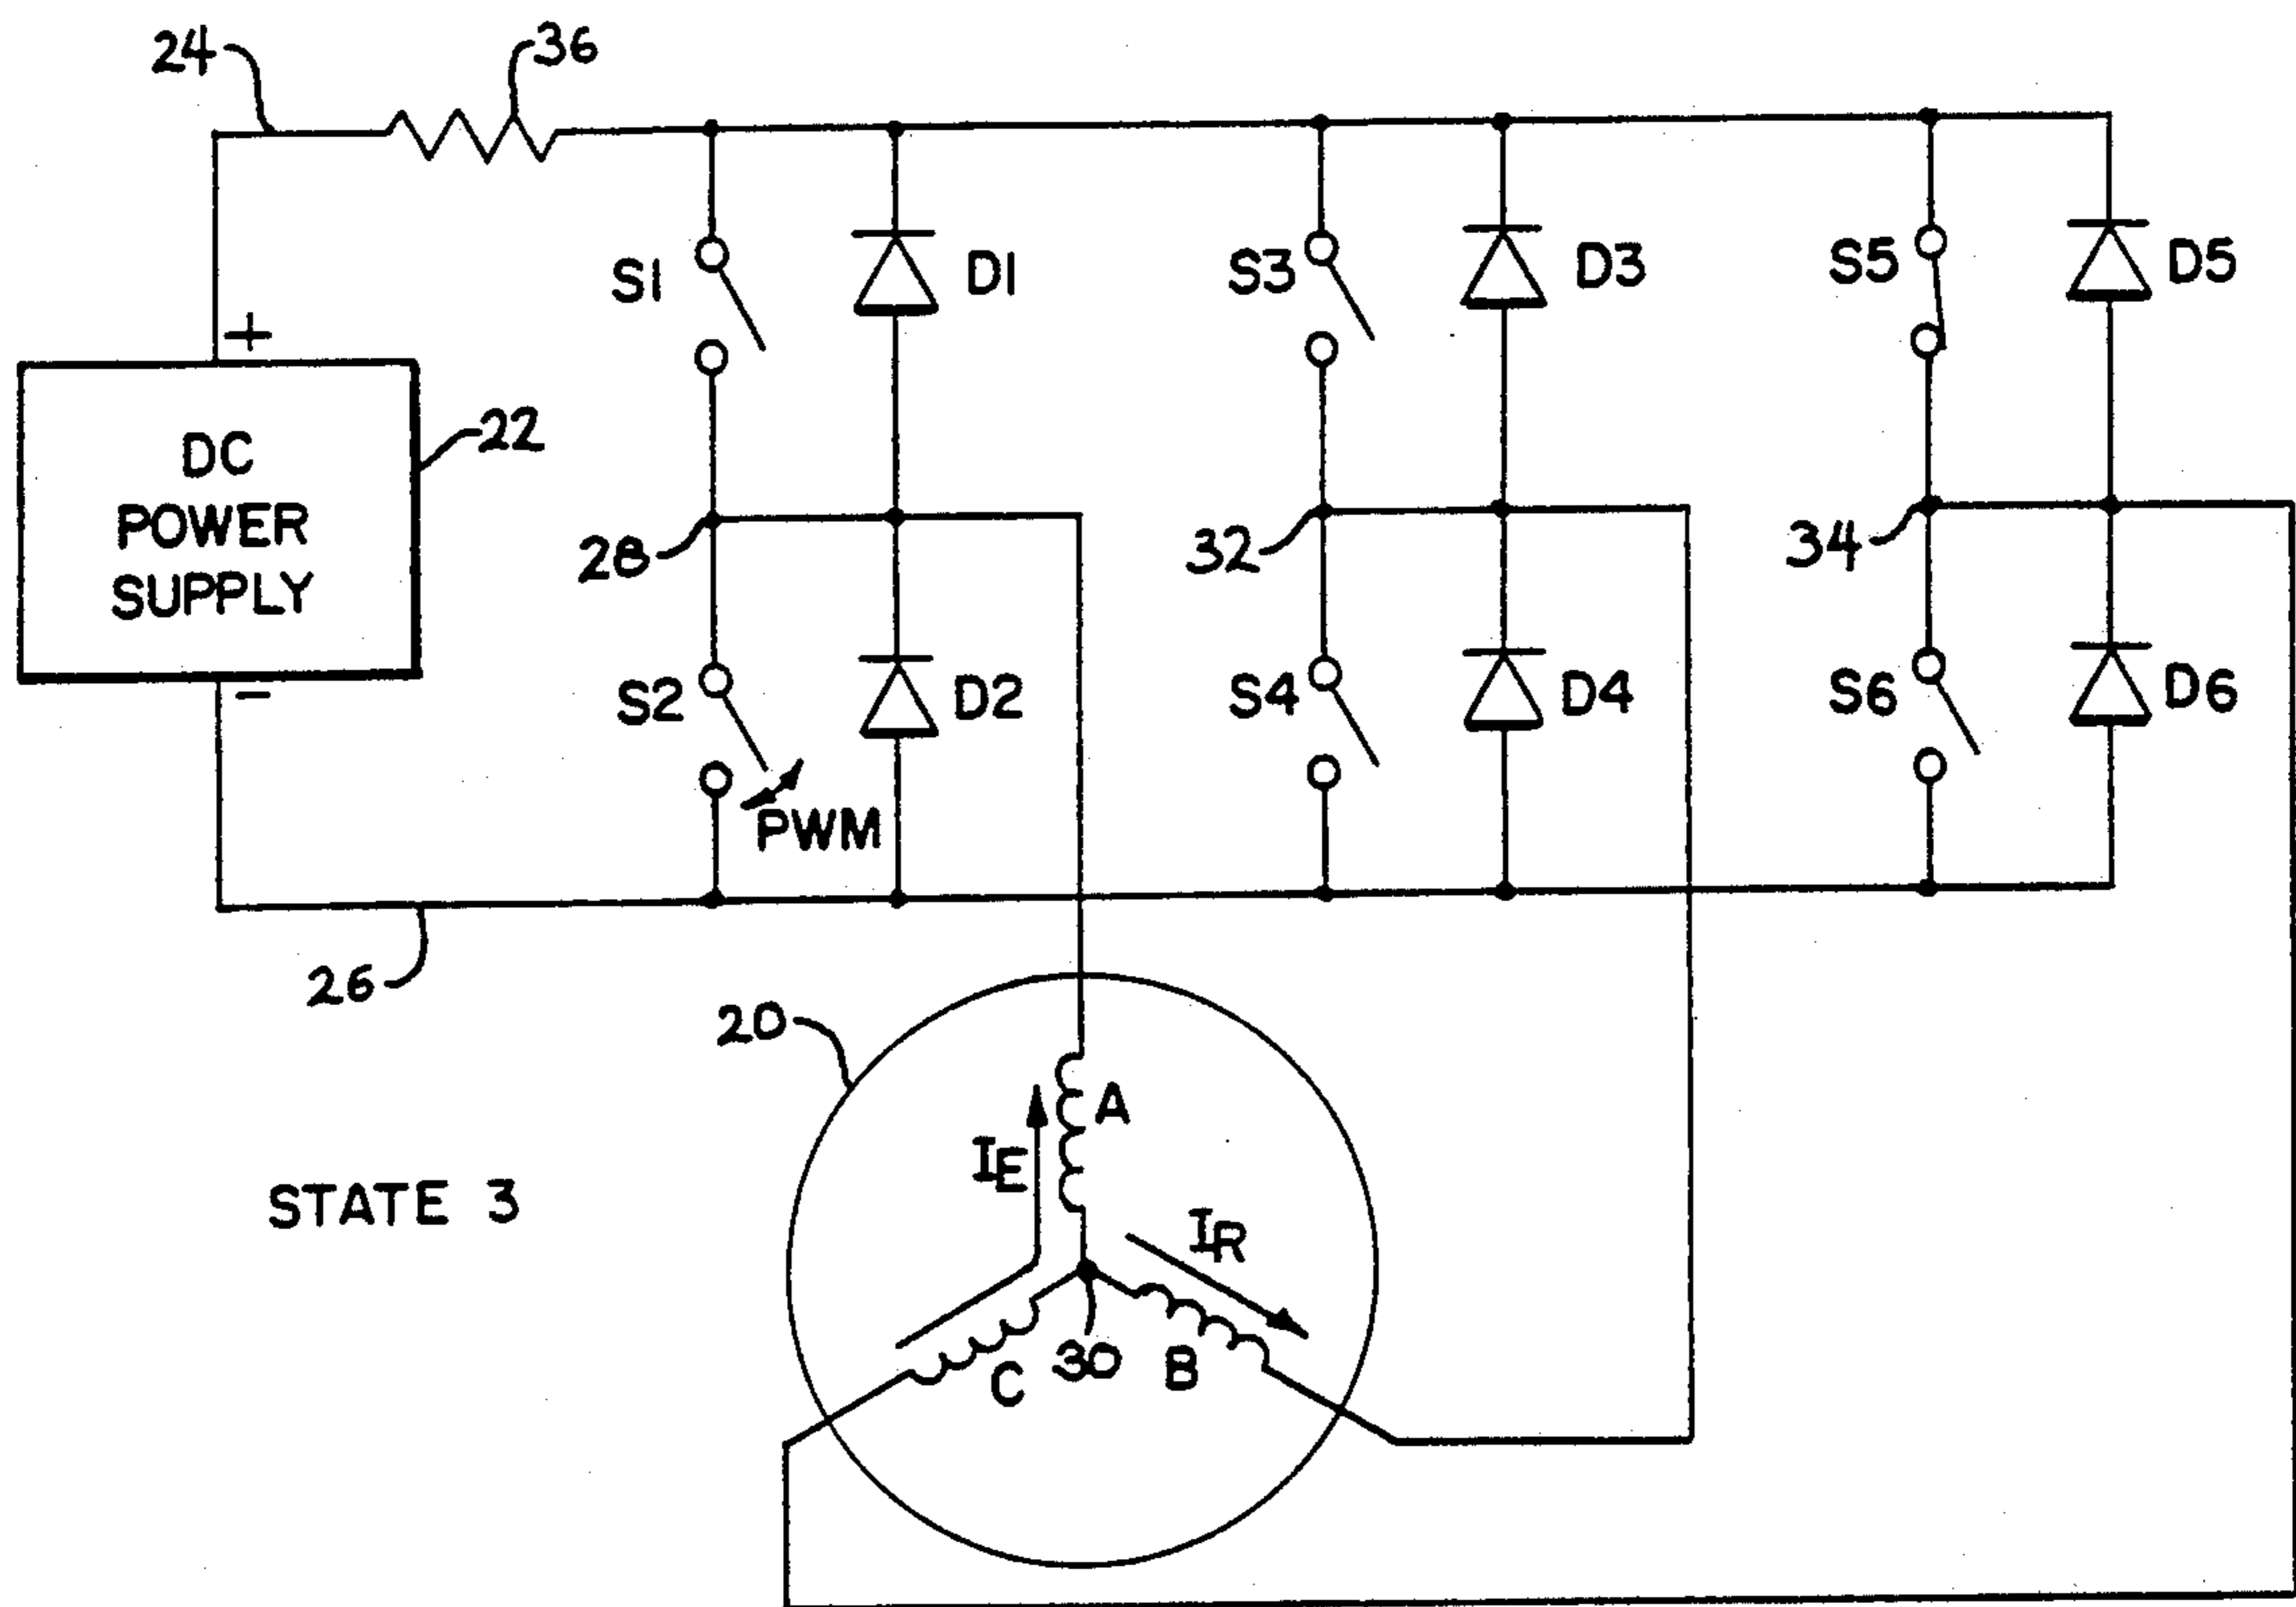 24
36
S1
D1
S3
D3
S5
D5
+
DC
POWER
SUPPLY
22
28
32
34
-
S2
D2
S4
D4
S6
D6
PWM
26
20
A
IE
IR
STATE 3
C
30
B